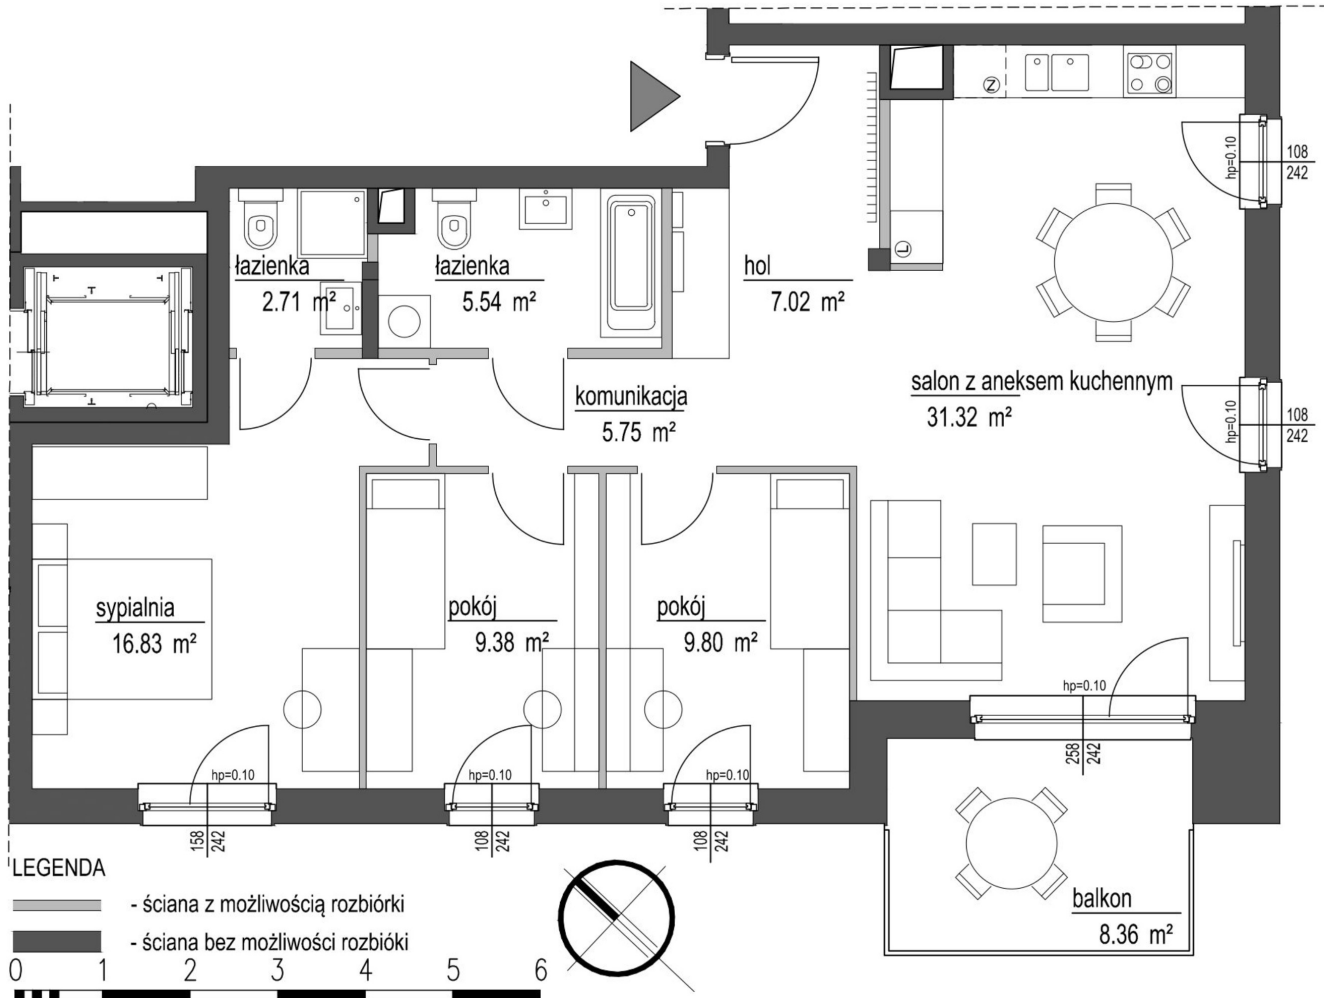 Z
hp=0.10
108
242
łazienka
2.71 m²
łazienka
5.54 m²
hol
7.02 m²
L
komunikacja
5.75 m²
salon z aneksem kuchennym
31.32 m²
hp=0.10
108
242
sypialnia
16.83 m²
pokój
9.38 m²
pokój
9.80 m²
hp=0.10
258
242
hp=0.10
158
242
hp=0.10
108
242
hp=0.10
108
242
balkon
8.36 m²
LEGENDA
- ściana z możliwością rozbiórki
- ściana bez możliwości rozbióki
0 1 2 3 4 5 6